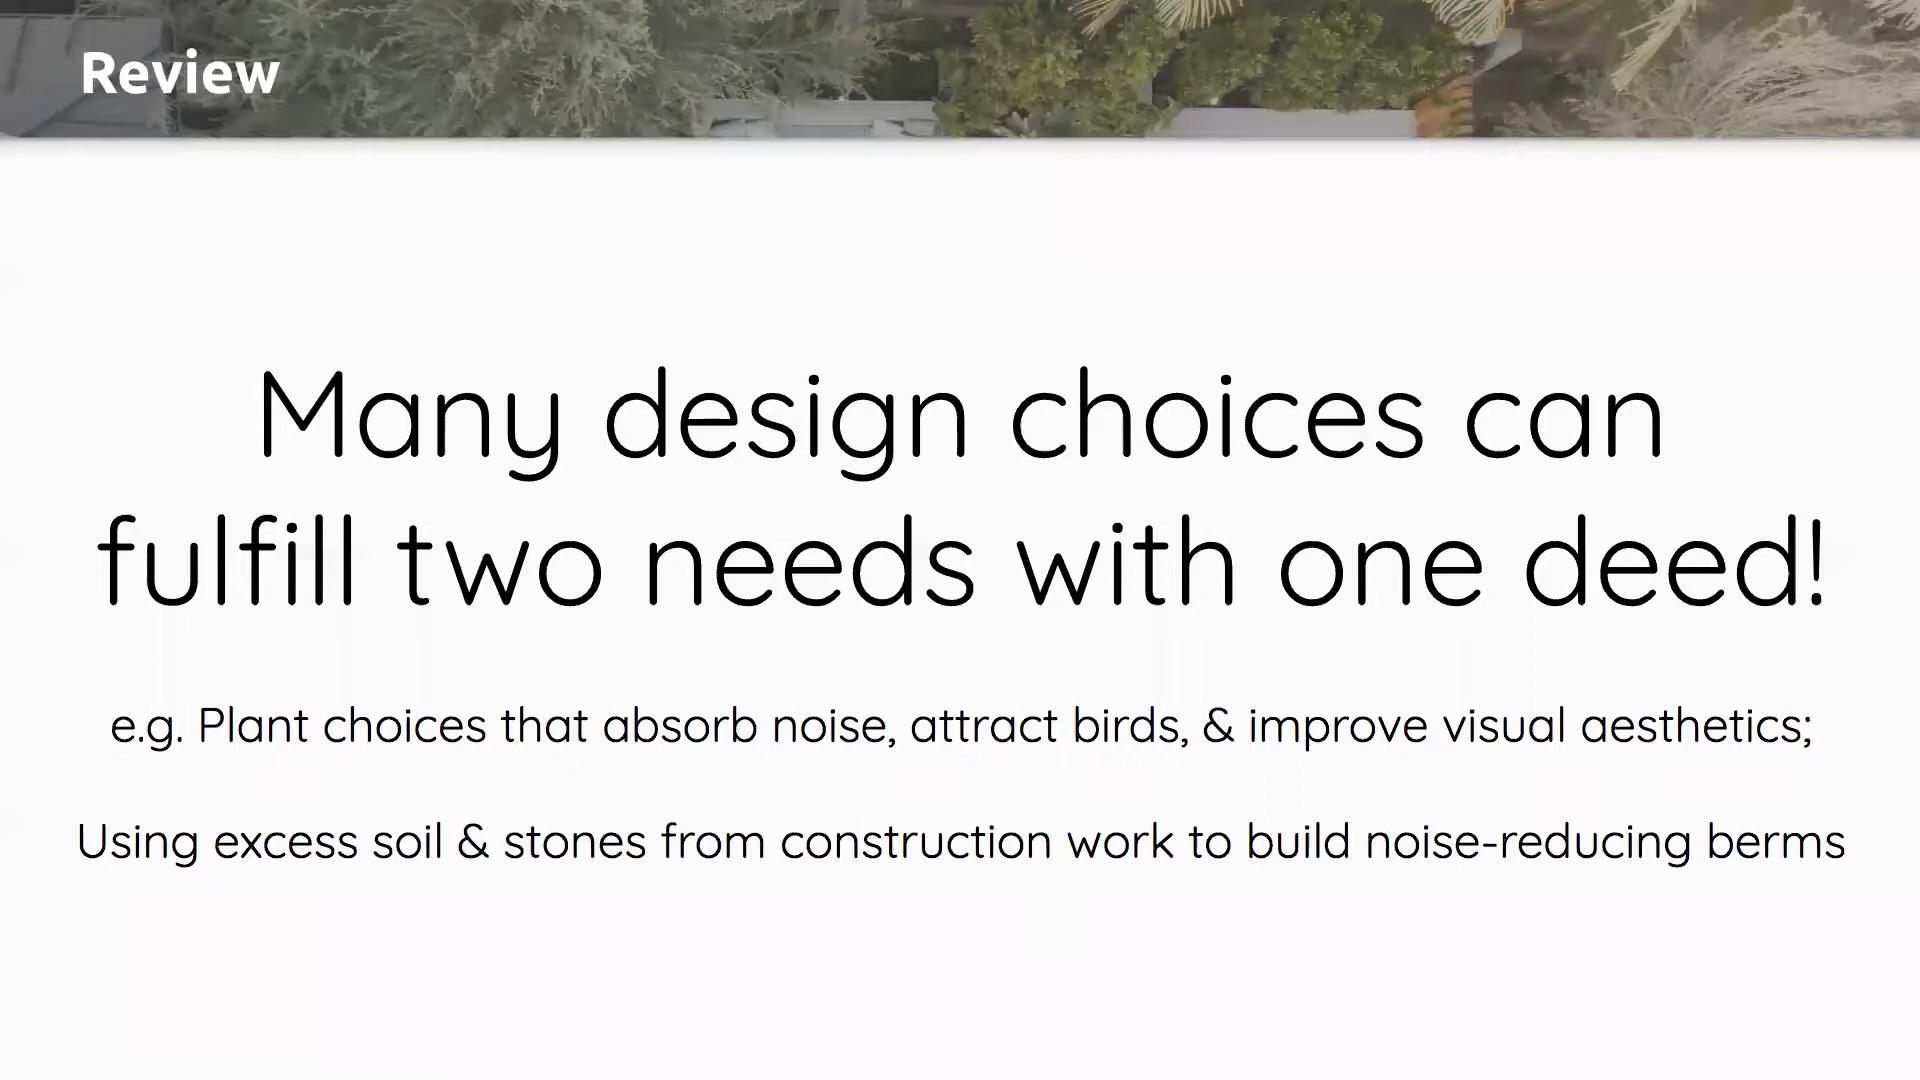 Review
Many design choices can
fulfill two needs with one deed!
e.g. Plant choices that absorb noise, attract birds, & improve visual aesthetics;
Using excess soil & stones from construction work to build noise-reducing berms